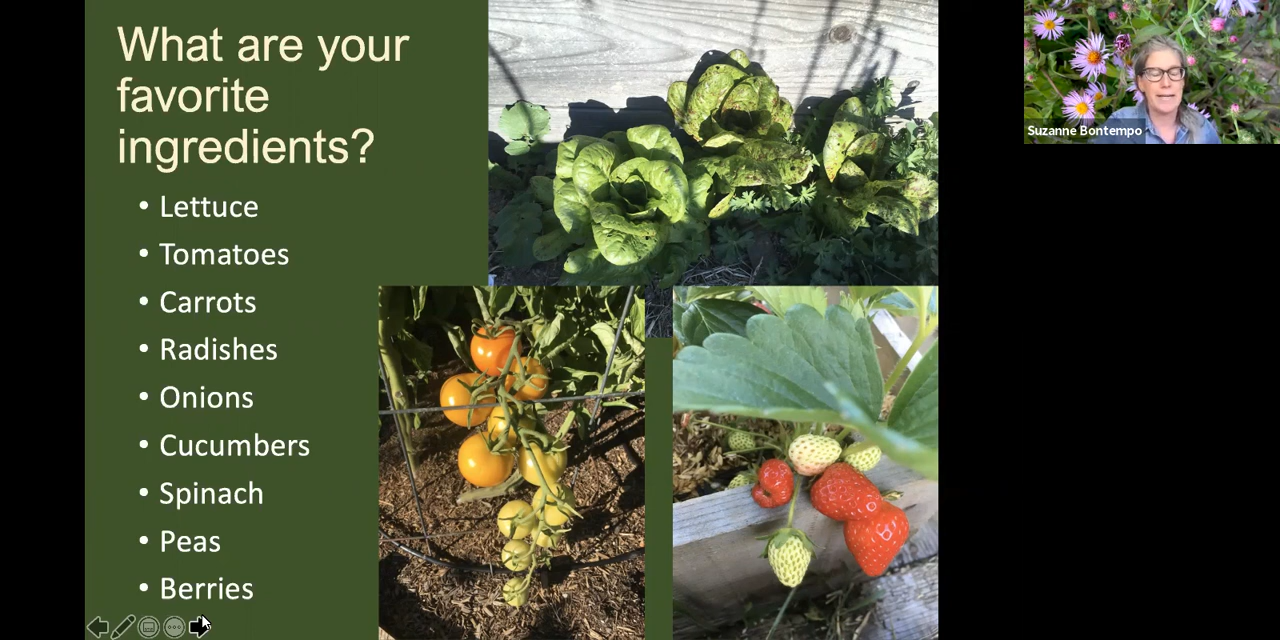 What are your
favorite
ingredients?
• Lettuce
• Tomatoes
• Carrots
• Radishes
• Onions
• Cucumbers
• Spinach
• Peas
• Berries
Suzanne Bontempo